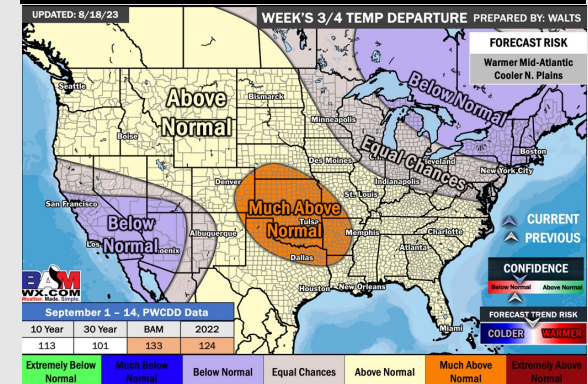 UPDATED: 8/18/23
WEEK'S 3/4 TEMP DEPARTURE PREPARED BY: WALTS
FORECAST RISK
Warmer Mid-Atlantic
Cooler N. Plains
Seattle
Above
Normal
Bismarck
Below Normal
Minneapolis
Boise
Equal Chances
Boston
Des Moines
leveland
New York City
Indianapolis
Denver
St. Louis
San Francisco
Much Above
Normal
Tulsa
Below
Normal
Los
oenix
Albuquerque
Memphis
Charlotte
Atlanta
Dallas
Houston
New Orleans
Miami
CURRENT
PREVIOUS
CONFIDENCE
Below Normal
Above Normal
FORECAST TREND RISK
COLDER
WARMER
BAM
WX.COM
Weather. Made. Simple.
September 1 – 14, PWCDD Data
10 Year 30 Year BAM 2022
113 101 133 124
Extremely Below Normal
Much Below Normal
Below Normal
Equal Chances
Above Normal
Much Above Normal
Extremely Above Normal